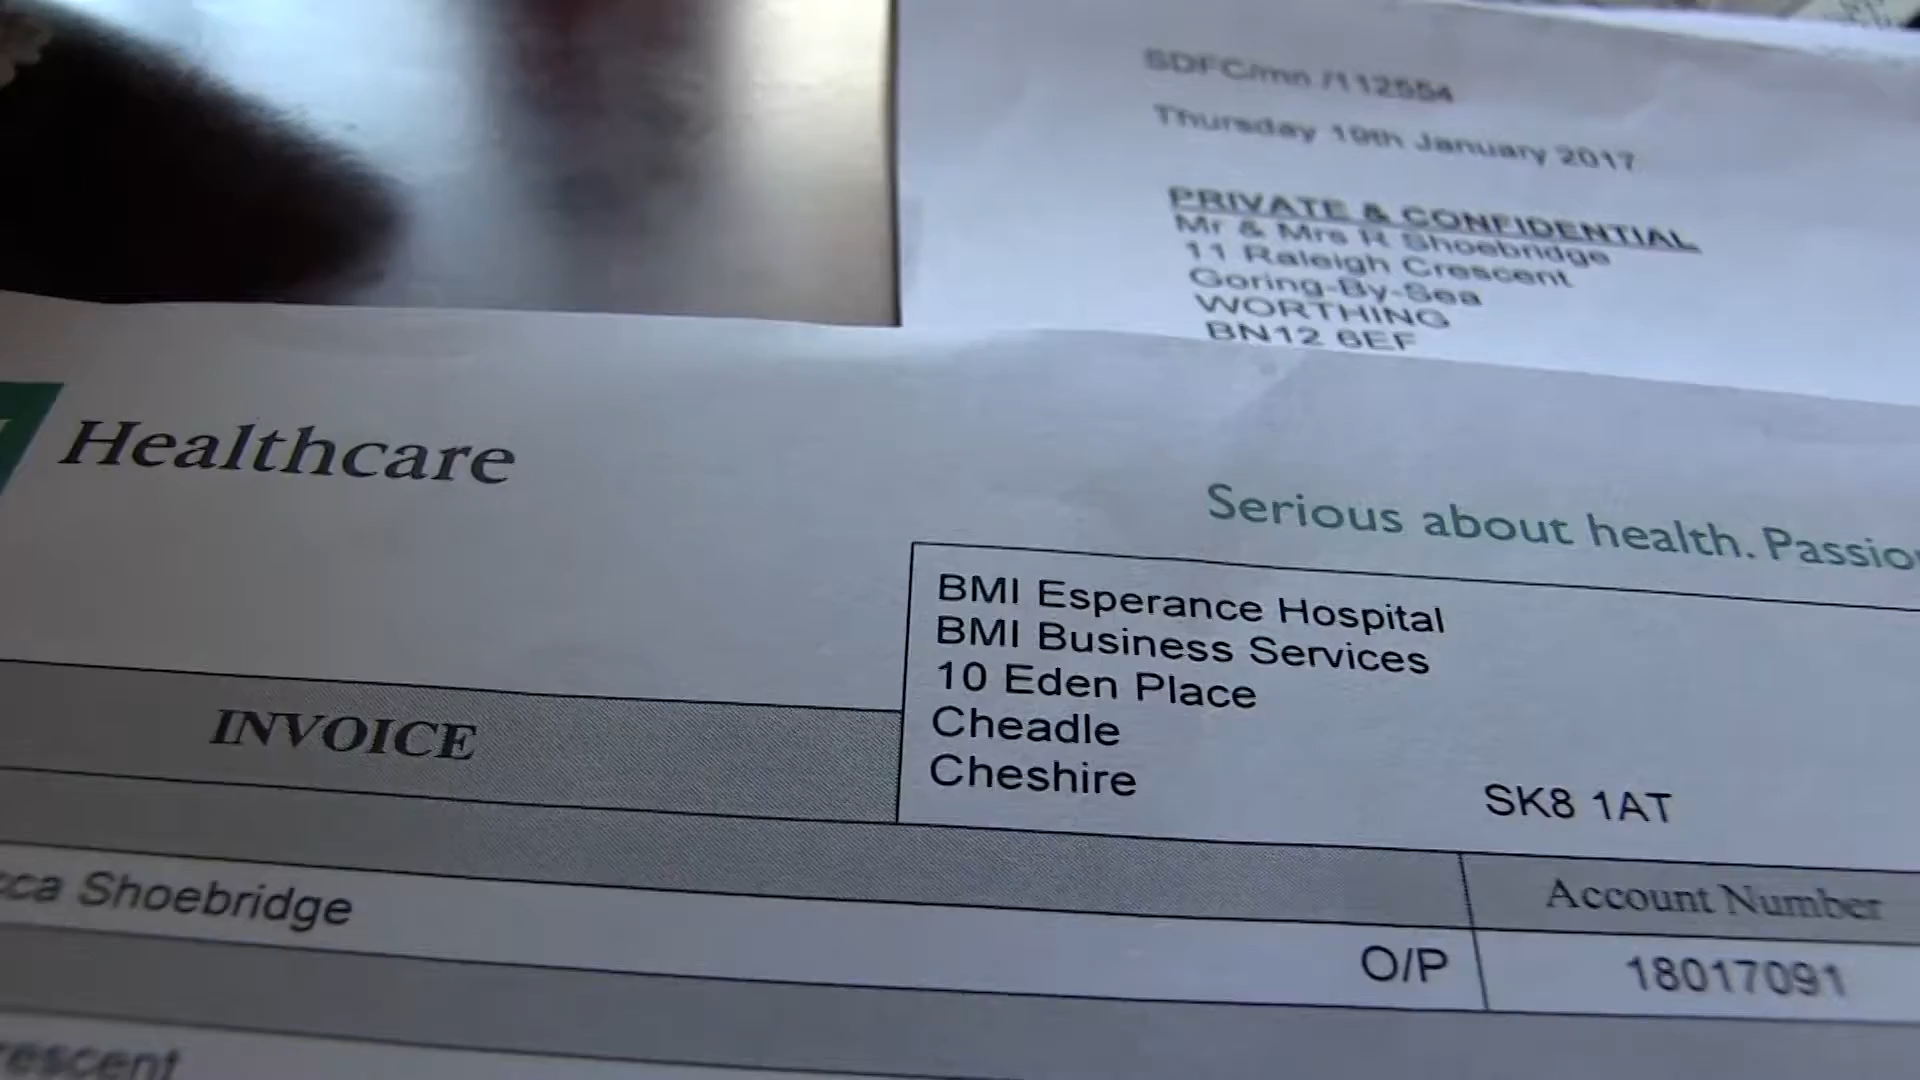 SDFC/mn /112554
Thursday 19th January 2017
PRIVATE & CONFIDENTIAL
Mr & Mrs R Shoebridge
11 Raleigh Crescent
Goring-By-Sea
WORTHING
BN12 6EF
Healthcare
Serious about health. Passio
BMI Esperance Hospital
BMI Business Services
10 Eden Place
Cheadle
Cheshire
SK8 1AT
INVOICE
Account Number
cca Shoebridge
O/P
18017091
rescent